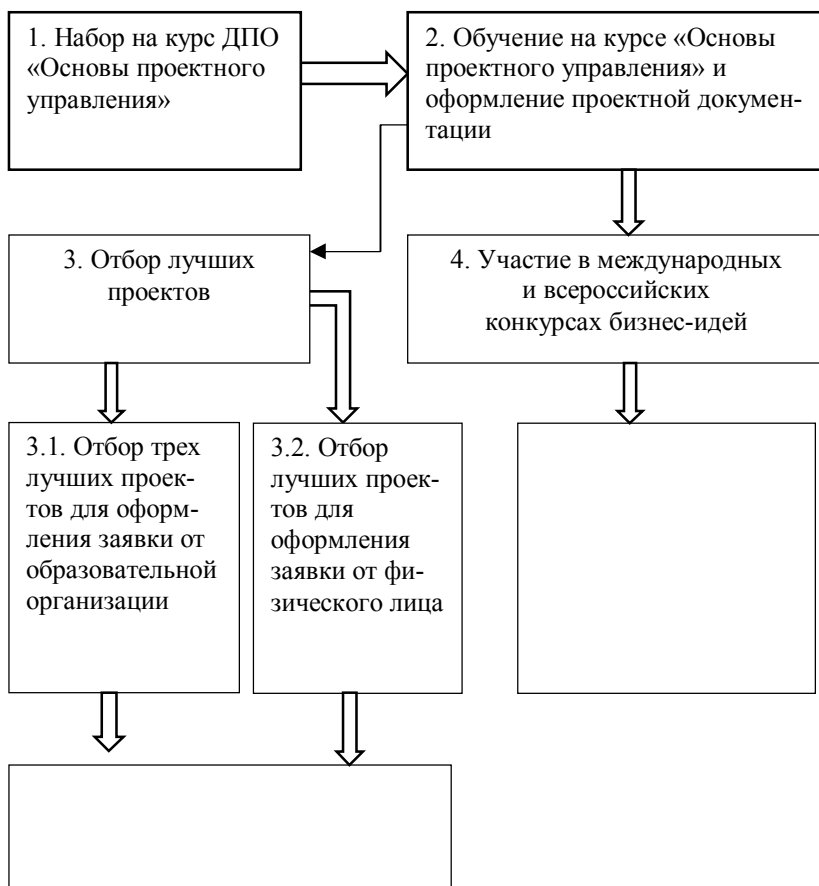 1. Набор на курс ДПО
«Основы проектного
управления»
2. Обучение на курсе «Основы
проектного управления» и
оформление проектной докумен-
тации
3. Отбор лучших
проектов
4. Участие в международных
и всероссийских
конкурсах бизнес-идей
3.1. Отбор трех
лучших проек-
тов для оформ-
ления заявки от
образовательной
организации
3.2. Отбор
лучших проек-
тов для
оформления
заявки от фи-
зического лица